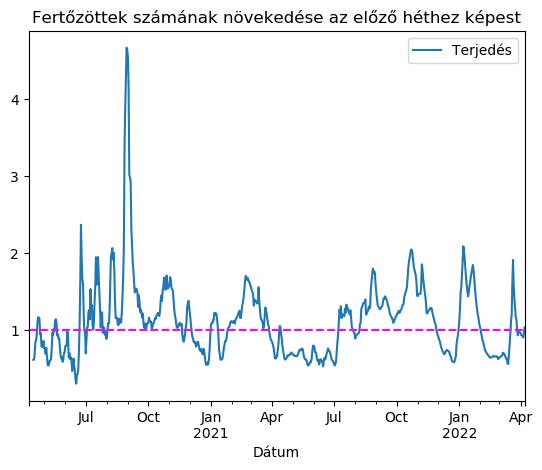 Fertőzöttek számának növekedése az előző héthez képest
Terjedés
4
3
2
1
Jul Oct Jan Apr Jul Oct Jan Apr
2021 2022
Dátum